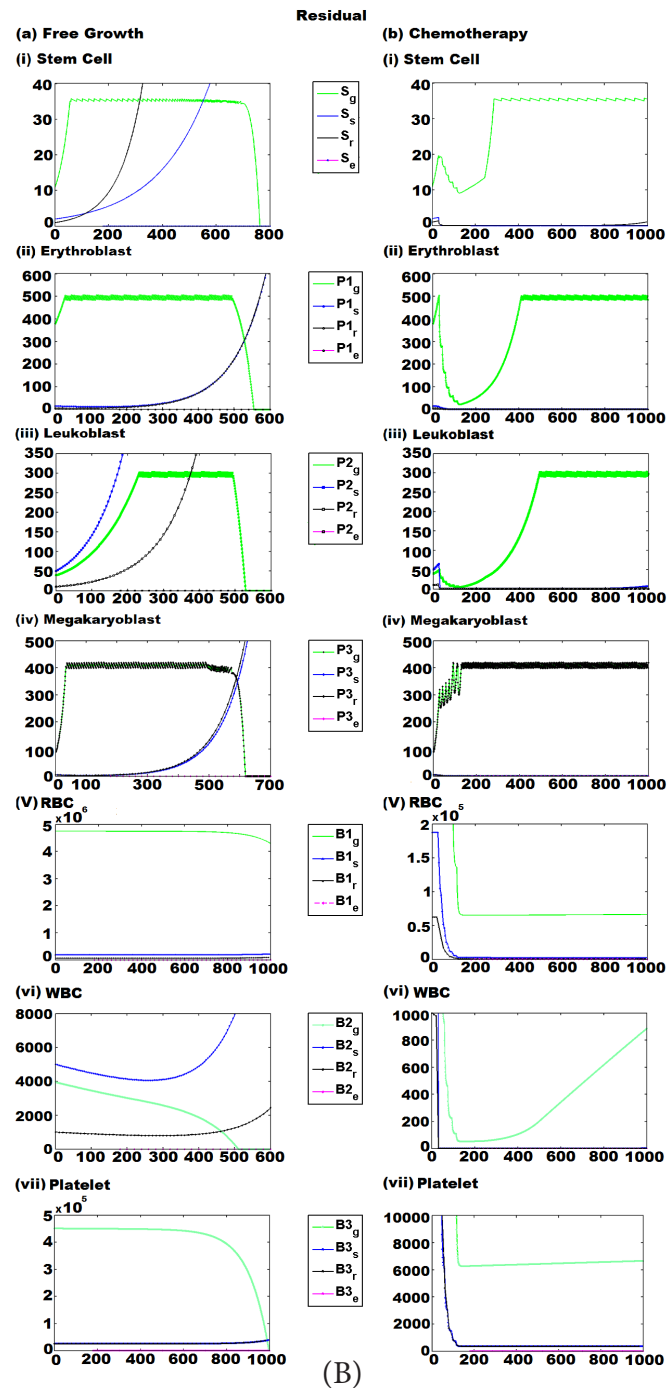 Residual
(a) Free Growth
(b) Chemotherapy
(i) Stem Cell
40
30
20
10
0
0 200 400 600 800
S_g
S_s
S_r
S_e
(i) Stem Cell
40
30
20
10
0
0 200 400 600 800 1000
(ii) Erythroblast
600
500
400
300
200
100
0
0 100 200 300 400 500 600
P1_g
P1_s
P1_r
P1_e
(ii) Erythroblast
600
500
400
300
200
100
0
0 200 400 600 800 1000
(iii) Leukoblast
350
300
250
200
150
100
50
0
0 100 200 300 400 500 600
P2_g
P2_s
P2_r
P2_e
(iii) Leukoblast
350
300
250
200
150
100
50
0
0 200 400 600 800 1000
(iv) Megakaryoblast
500
400
300
200
100
0
0 100 200 300 400 500 700
P3_g
P3_s
P3_r
P3_e
(iv) Megakaryoblast
500
400
300
200
100
0
0 200 400 600 800 1000
(V) RBC
x 10^6
5
4
3
2
1
0
0 200 400 600 800 1000
B1_g
B1_s
B1_r
B1_e
(V) RBC
x 10^5
2
1.5
1
0.5
0
200 400 600 800 1000
(vi) WBC
8000
6000
4000
2000
0
0 100 200 300 400 500 600
B2_g
B2_s
B2_r
B2_e
(vi) WBC
1000
800
600
400
200
0
0 200 400 600 800 1000
(vii) Platelet
x 10^5
5
4
3
2
1
0
0 200 400 600 800 1000
B3_g
B3_s
B3_r
B3_e
(vii) Platelet
10000
8000
6000
4000
2000
0
0 200 400 600 800 1000
(B)